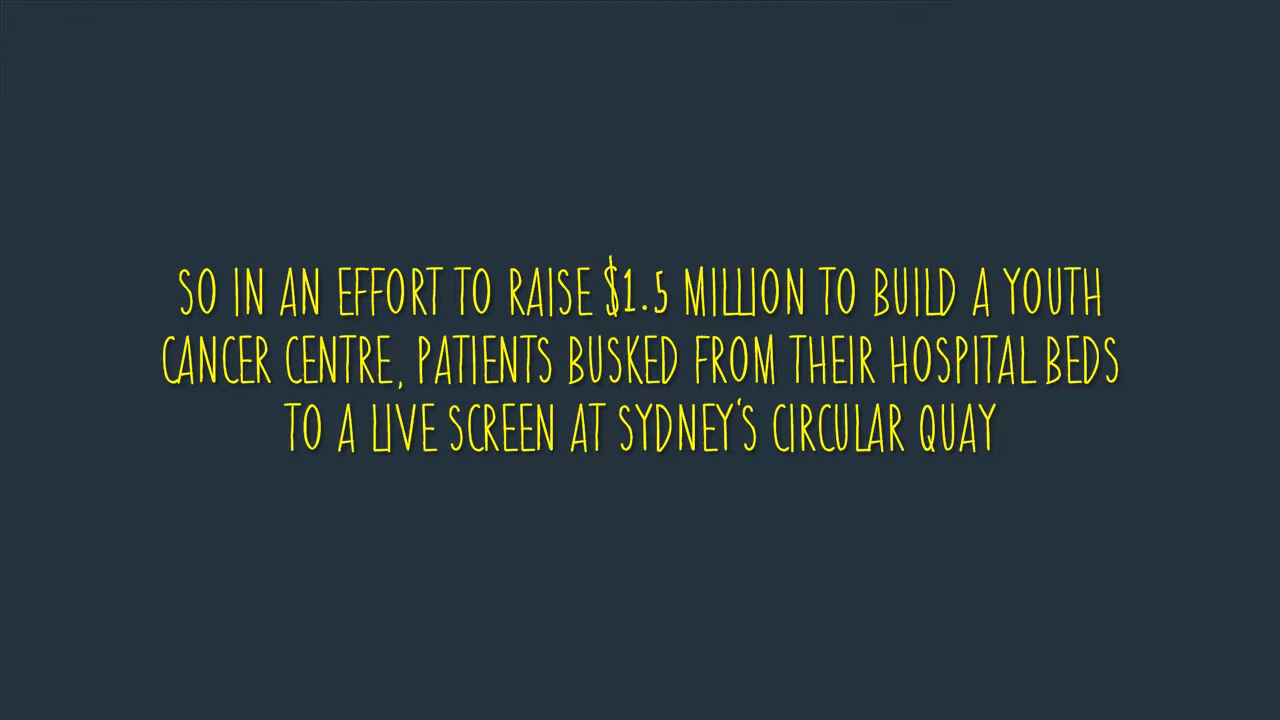 SO IN AN EFFORT TO RAISE $1.5 MILLION TO BUILD A YOUTH
CANCER CENTRE, PATIENTS BUSKED FROM THEIR HOSPITAL BEDS
TO A LIVE SCREEN AT SYDNEY'S CIRCULAR QUAY